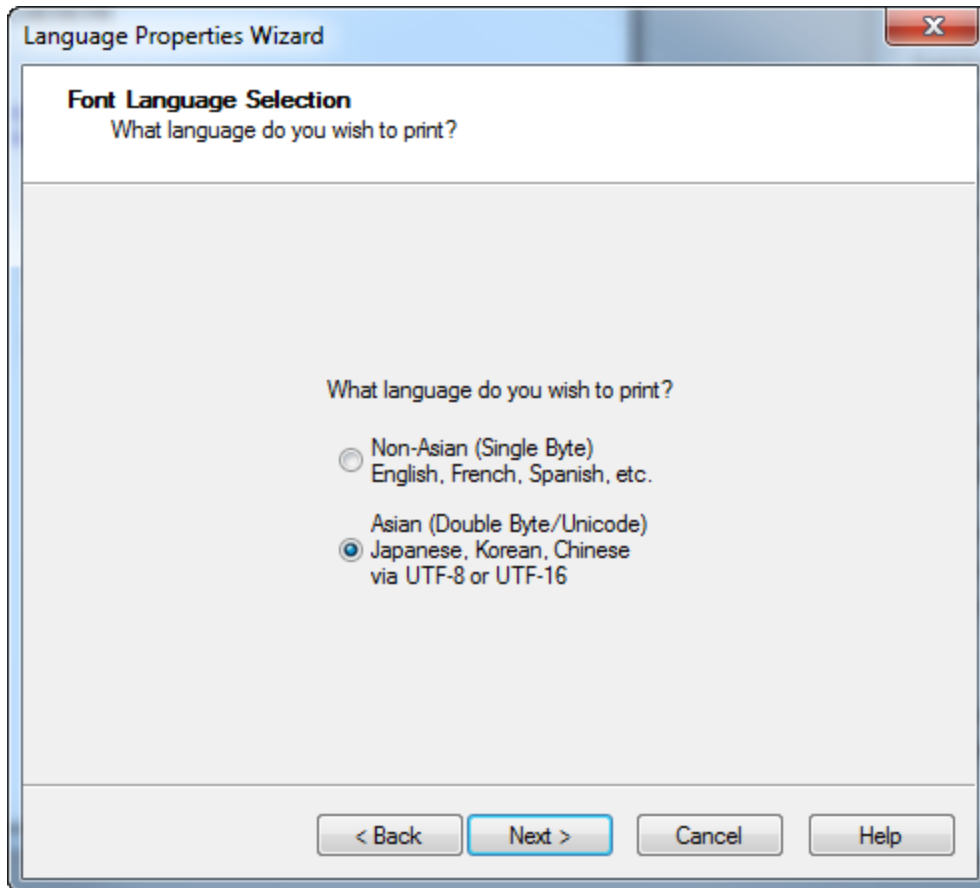 Language Properties Wizard
X
Font Language Selection
What language do you wish to print?
What language do you wish to print?
Non-Asian (Single Byte)
English, French, Spanish, etc.
Asian (Double Byte/Unicode)
Japanese, Korean, Chinese
via UTF-8 or UTF-16
< Back Next > Cancel Help